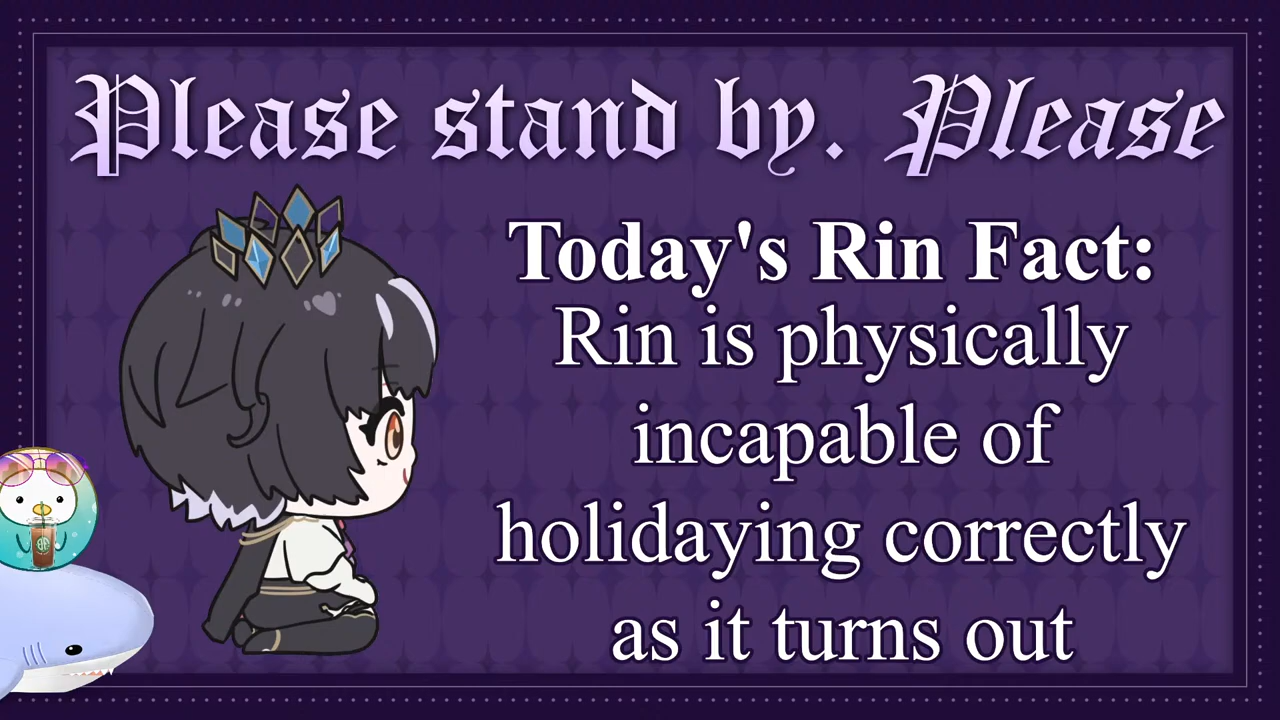 Please stand by. Please
Today's Rin Fact:
Rin is physically
incapable of
holidaying correctly
as it turns out